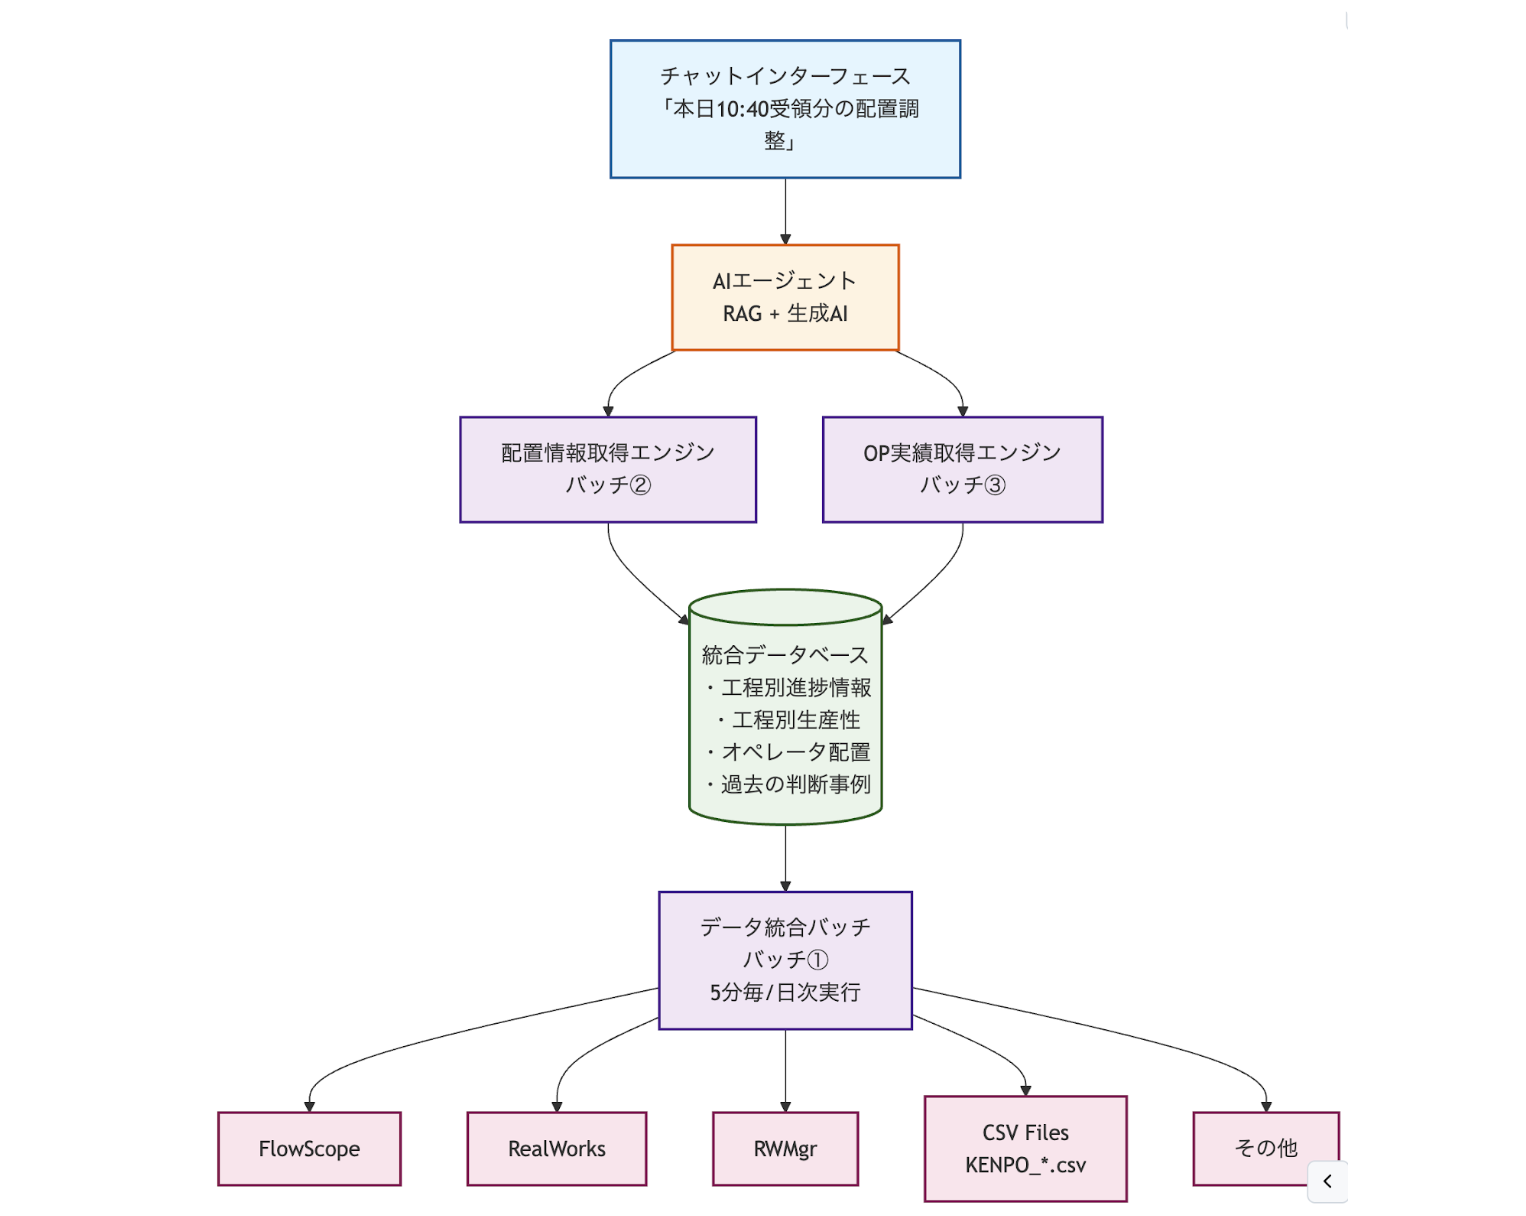 チャットインターフェース
「本日10:40受領分の配置調
整」
AIエージェント
RAG + 生成AI
配置情報取得エンジン
バッチ②
OP実績取得エンジン
バッチ③
統合データベース
・工程別進捗情報
・工程別生産性
・オペレータ配置
・過去の判断事例
データ統合バッチ
バッチ①
5分毎/日次実行
FlowScope
RealWorks
RWMgr
CSV Files
KENPO_*.csv
その他